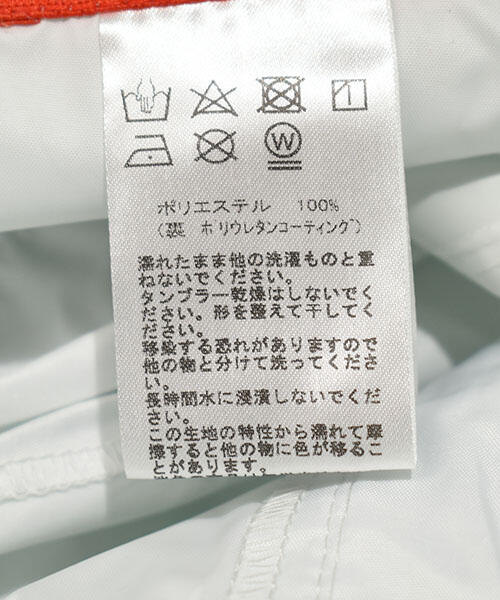 W
ポリエステル 100%
(裏 ポリウレタンコーティング)
濡れたまま他の洗濯ものと重
ねないでください。
タンブラー乾燥はしないでく
ださい。形を整えて干してく
ださい。
移染する恐れがありますので
他の物と分けて洗ってくださ
い。
長時間水に浸漬しないでくだ
さい。
この生地の特性から濡れて摩
擦すると他の物に色が移るこ
とがあります。